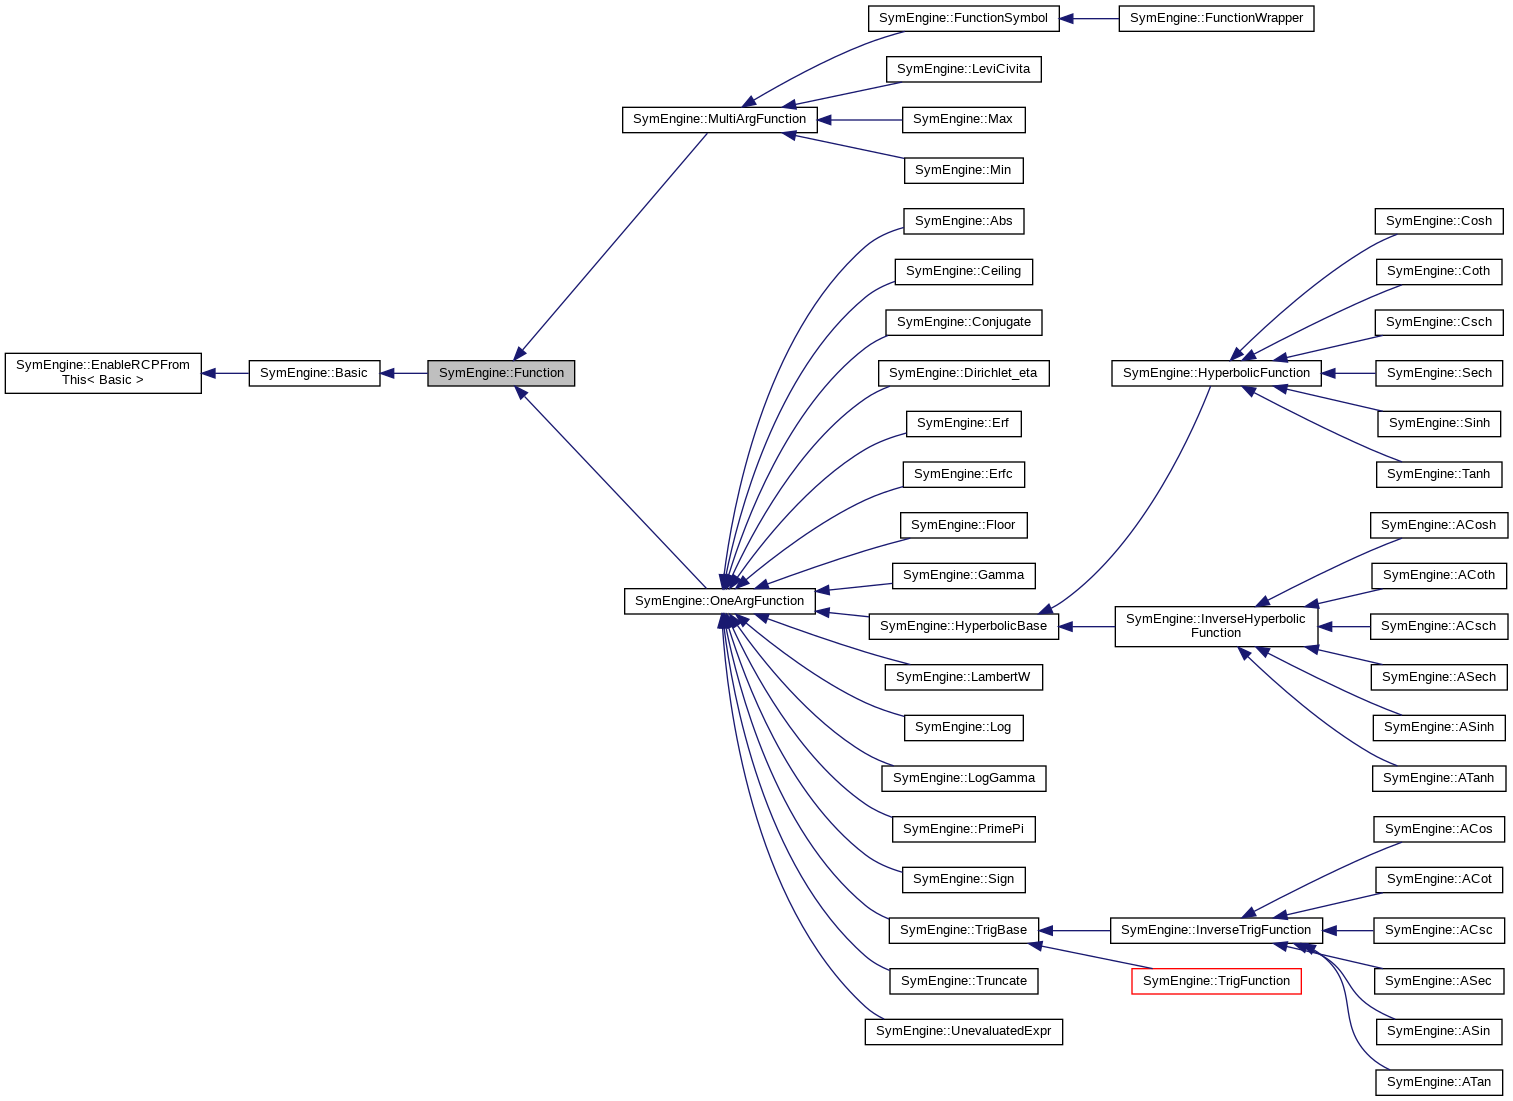 SymEngine::EnableRCPFrom
This< Basic >
SymEngine::Basic
SymEngine::Function
SymEngine::MultiArgFunction
SymEngine::OneArgFunction
SymEngine::FunctionSymbol
SymEngine::LeviCivita
SymEngine::Max
SymEngine::Min
SymEngine::Abs
SymEngine::Ceiling
SymEngine::Conjugate
SymEngine::Dirichlet_eta
SymEngine::Erf
SymEngine::Erfc
SymEngine::Floor
SymEngine::Gamma
SymEngine::HyperbolicBase
SymEngine::LambertW
SymEngine::Log
SymEngine::LogGamma
SymEngine::PrimePi
SymEngine::Sign
SymEngine::TrigBase
SymEngine::Truncate
SymEngine::UnevaluatedExpr
SymEngine::FunctionWrapper
SymEngine::HyperbolicFunction
SymEngine::InverseHyperbolic
Function
SymEngine::InverseTrigFunction
SymEngine::TrigFunction
SymEngine::Cosh
SymEngine::Coth
SymEngine::Csch
SymEngine::Sech
SymEngine::Sinh
SymEngine::Tanh
SymEngine::ACosh
SymEngine::ACoth
SymEngine::ACsch
SymEngine::ASech
SymEngine::ASinh
SymEngine::ATanh
SymEngine::ACos
SymEngine::ACot
SymEngine::ACsc
SymEngine::ASec
SymEngine::ASin
SymEngine::ATan